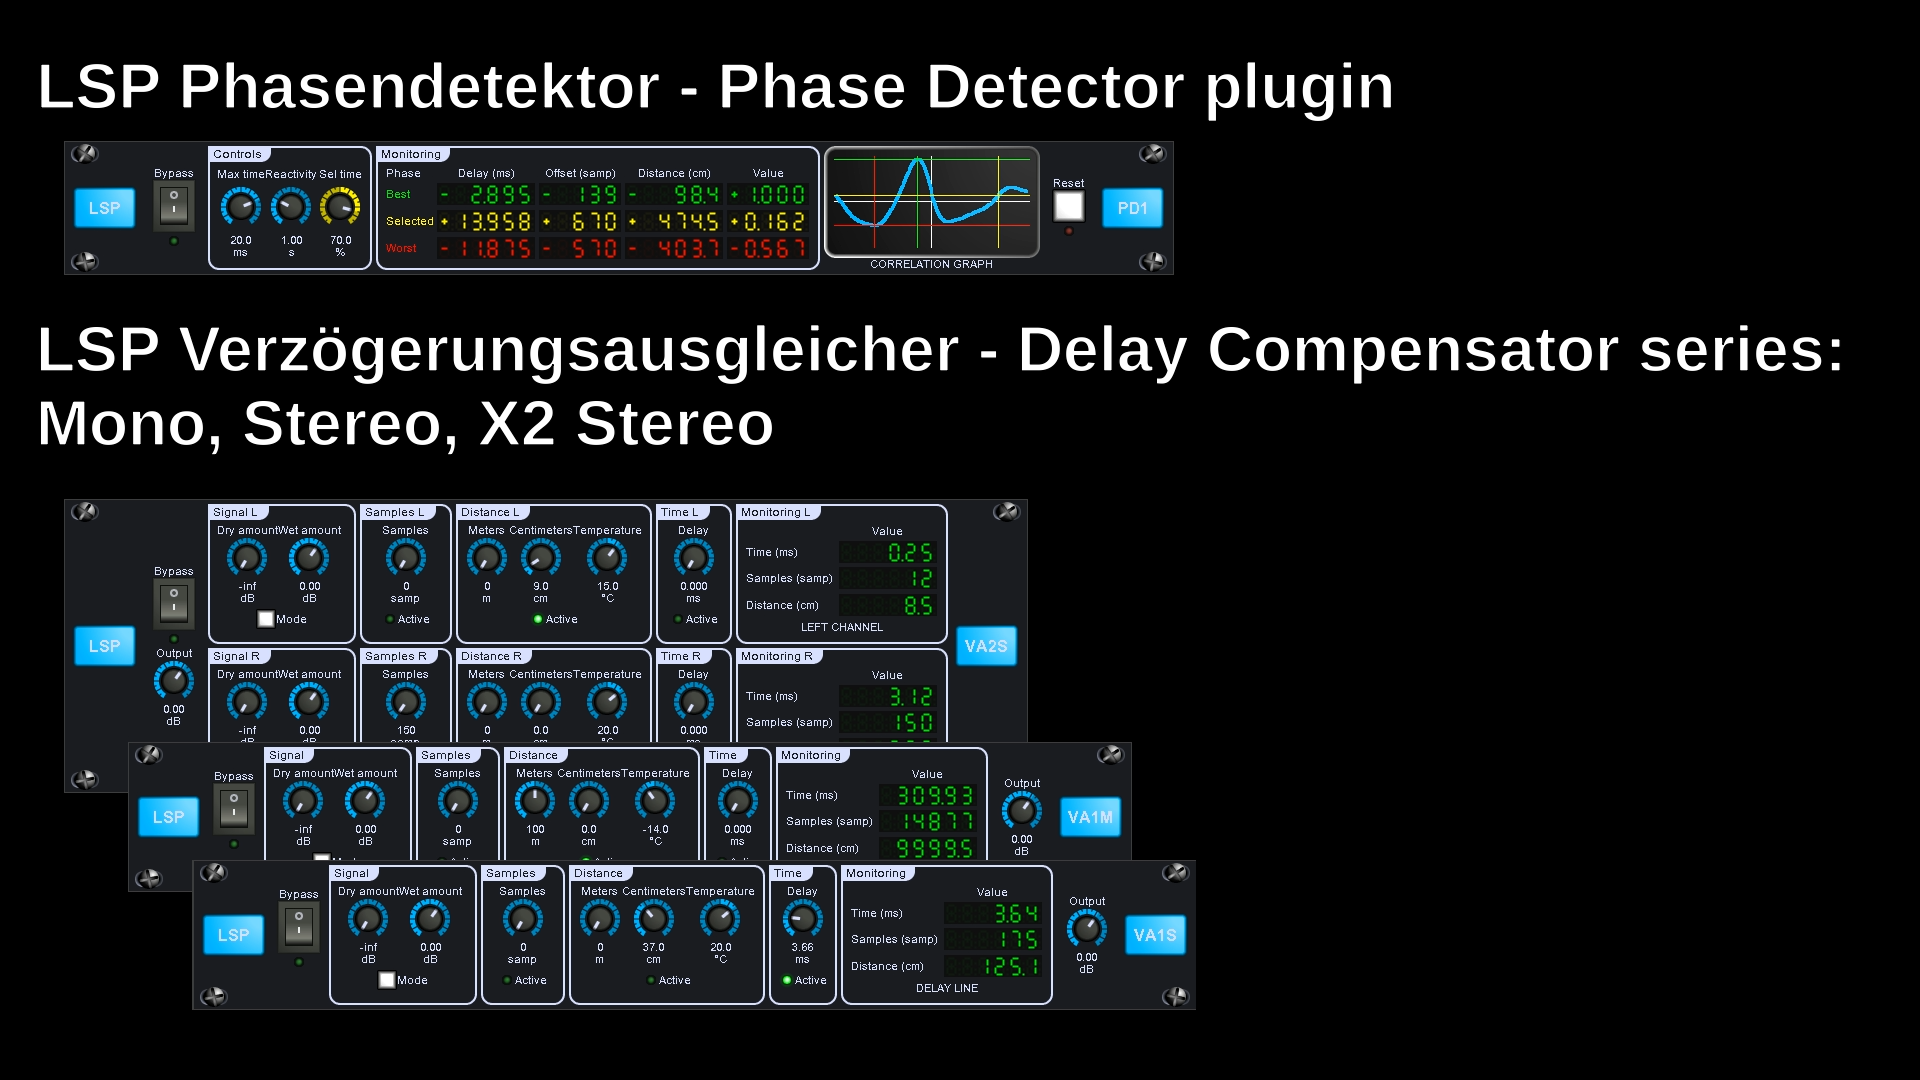 LSP Phasendetektor - Phase Detector plugin
Controls Monitoring
Bypass Max time Reactivity Sel time Phase Delay (ms) Offset (samp) Distance (cm) Value Reset
LSP Best - 2.895 - 139 - 98.4 + 1.000 PD1
Selected + 13.958 + 670 + 474.5 + 0.162
20.0 1.00 70.0 Worst - 11.875 - 570 - 403.7 - 0.567
ms s %
CORRELATION GRAPH
LSP Verzögerungsausgleicher - Delay Compensator series:
Mono, Stereo, X2 Stereo
Signal L Samples L Distance L Time L Monitoring L
Dry amount Wet amount Samples Meters Centimeters Temperature Delay Value
Time (ms) 0.25
Bypass -inf 0.00 0 0 9.0 15.0 0.000 Samples (samp) 12
dB dB samp m cm °C ms
Mode Active Active Active Distance (cm) 8.5
LEFT CHANNEL
LSP VA2S
Output Signal R Samples R Distance R Time R Monitoring R
Dry amount Wet amount Samples Meters Centimeters Temperature Delay Value
Time (ms) 3.12
0.00 -inf 0.00 150 0 0.0 20.0 0.000 Samples (samp) 150
dB
Signal Samples Distance Time Monitoring
Bypass Dry amount Wet amount Samples Meters Centimeters Temperature Delay Value Output
Time (ms) 309.93
LSP Samples (samp) 14877 VA1M
-inf 0.00 0 100 0.0 -14.0 0.000 0.00
dB dB samp m cm °C ms Distance (cm) 9999.5 dB
Signal Samples Distance Time Monitoring
Bypass Dry amount Wet amount Samples Meters Centimeters Temperature Delay Value Output
Time (ms) 3.64
LSP Samples (samp) 175 VA1S
-inf 0.00 0 0 37.0 20.0 3.66 0.00
dB dB samp m cm °C ms Distance (cm) 125.1 dB
Mode Active Active Active DELAY LINE